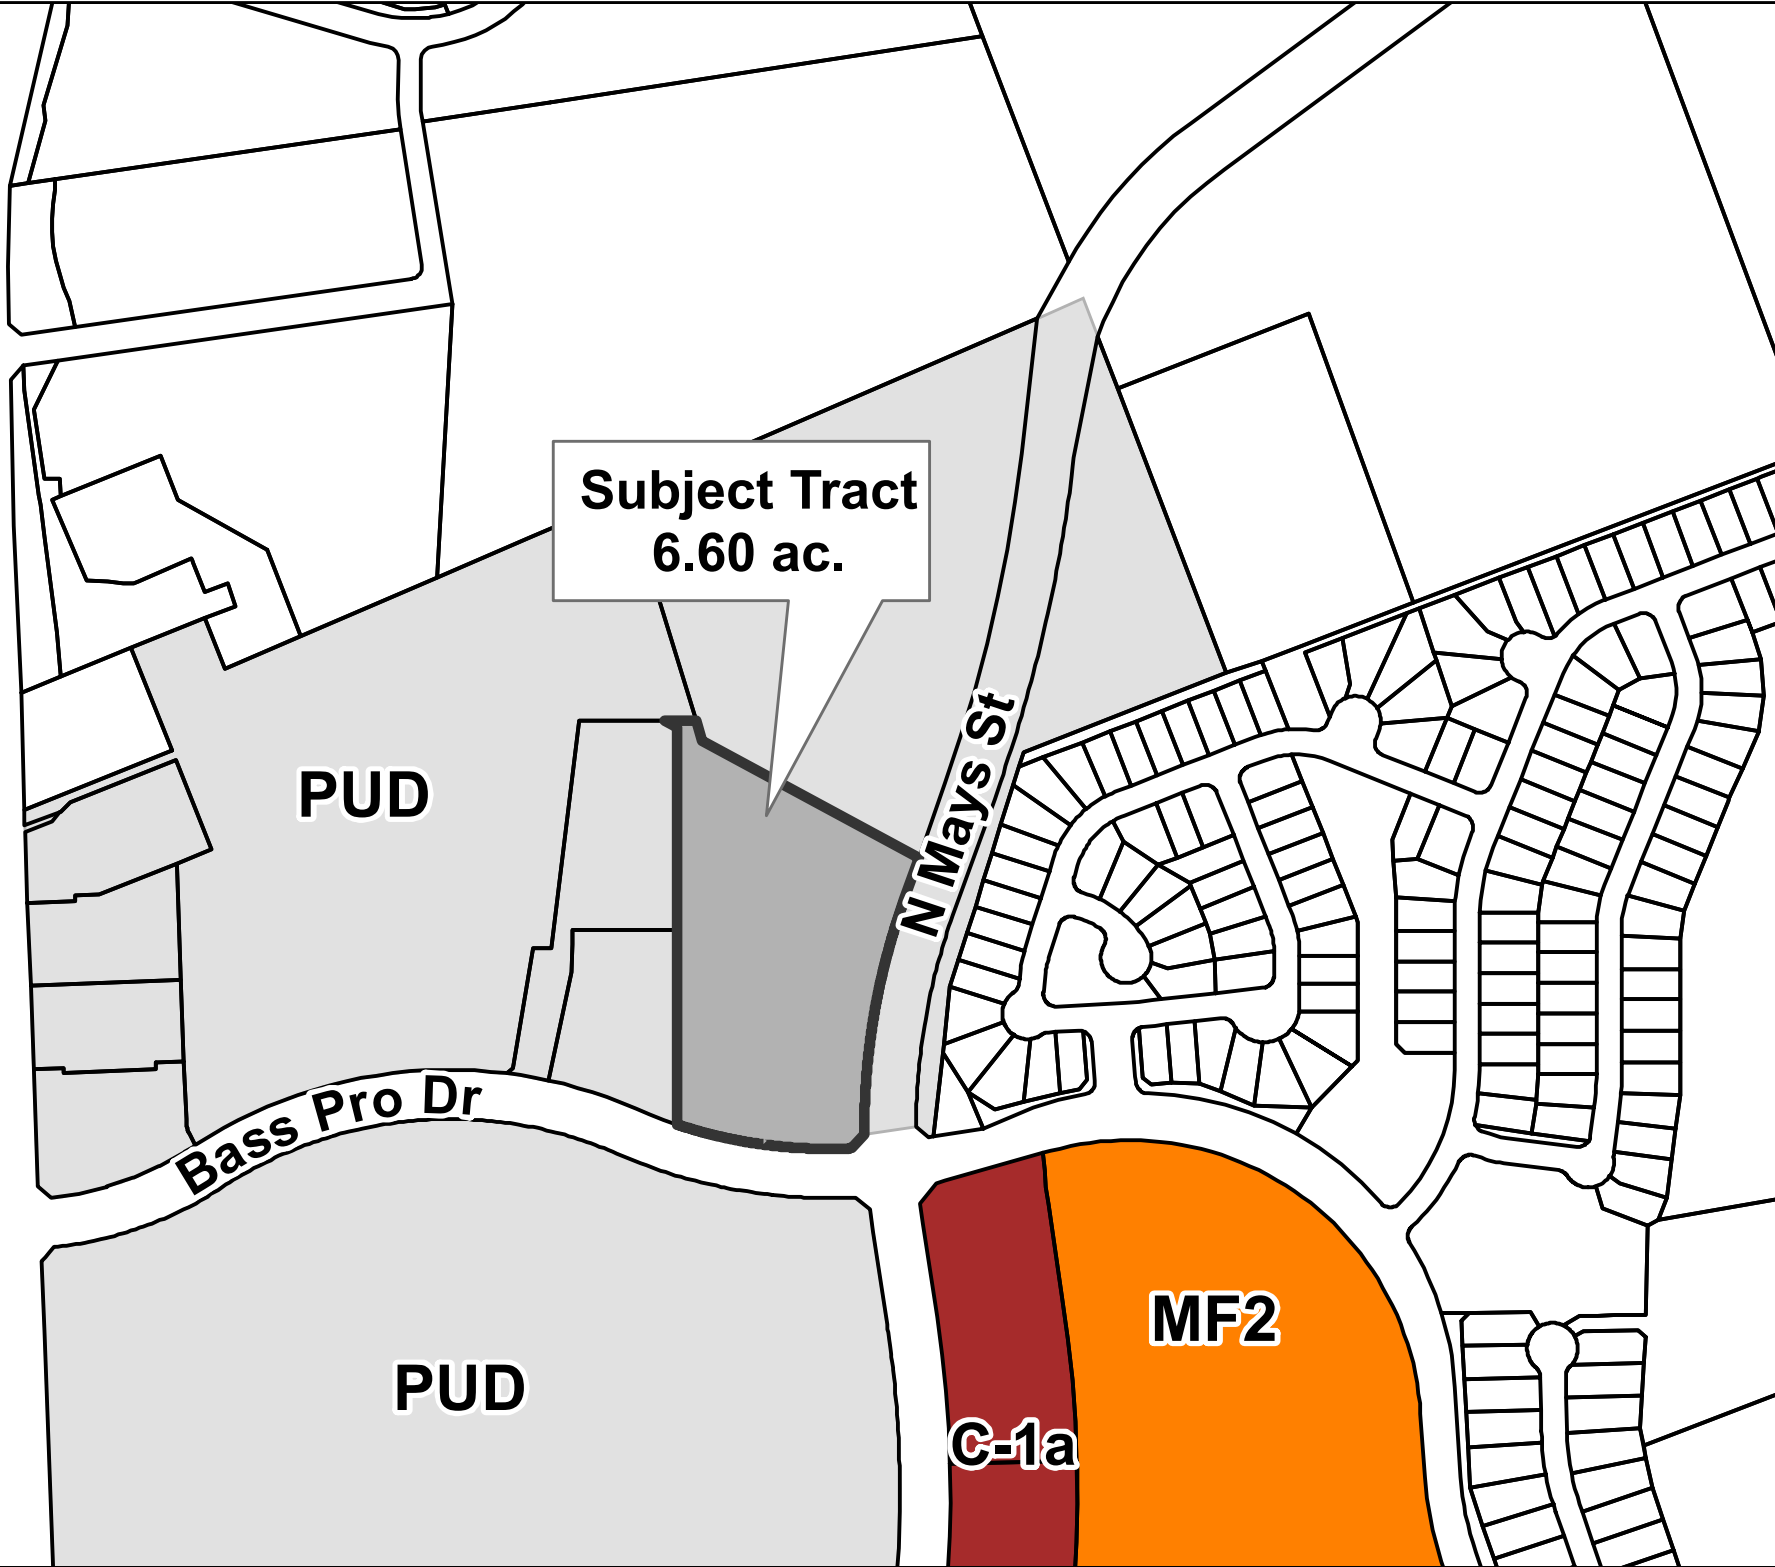 Subject Tract
6.60 ac.
N Mays St
PUD
Bass Pro Dr
MF2
PUD
C-1a